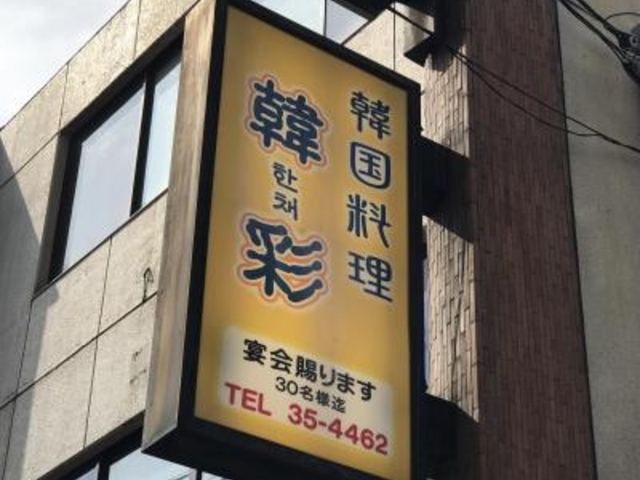 韓国料理
韓彩
한채
宴会賜ります
30名様迄
TEL 35-4462